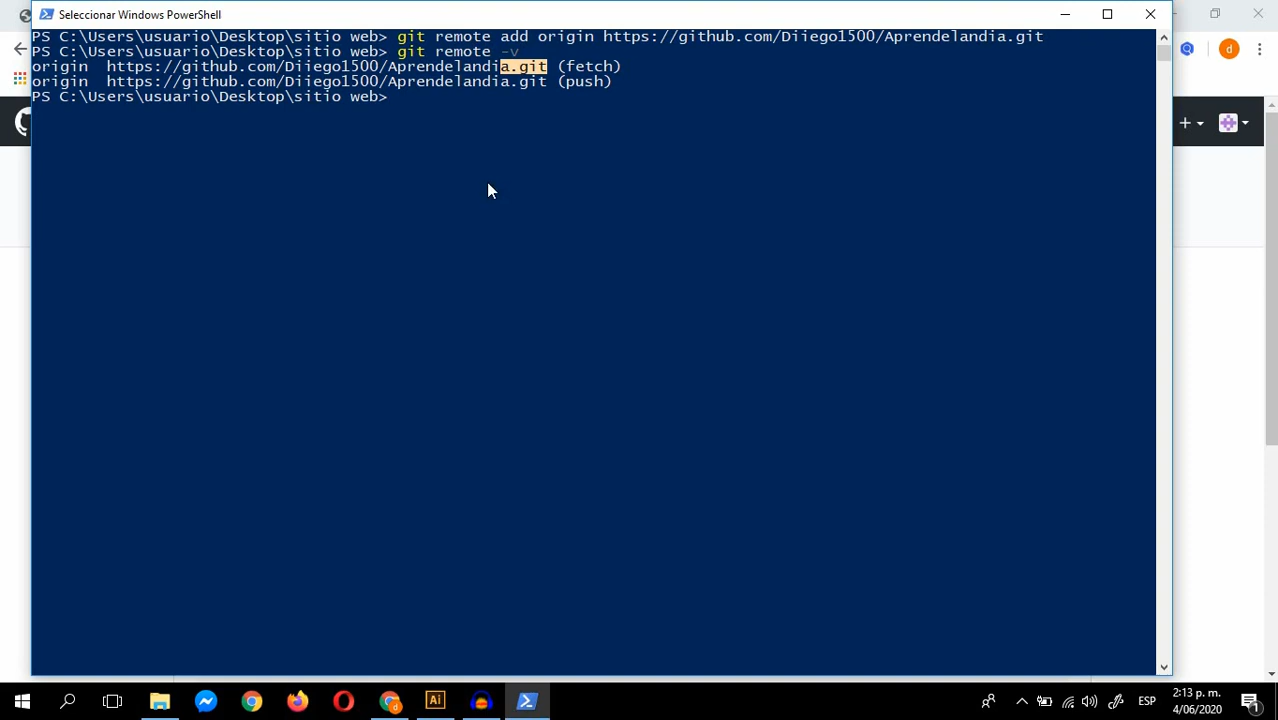 Seleccionar Windows PowerShell
PS C:\Users\usuario\Desktop\sitio web> git remote add origin https://github.com/Diiego1500/Aprendelandia.git
PS C:\Users\usuario\Desktop\sitio web> git remote -v
origin  https://github.com/Diiego1500/Aprendelandia.git (fetch)
origin  https://github.com/Diiego1500/Aprendelandia.git (push)
PS C:\Users\usuario\Desktop\sitio web>
d
d
Ai
ESP
2:13 p. m.
4/06/2020
1